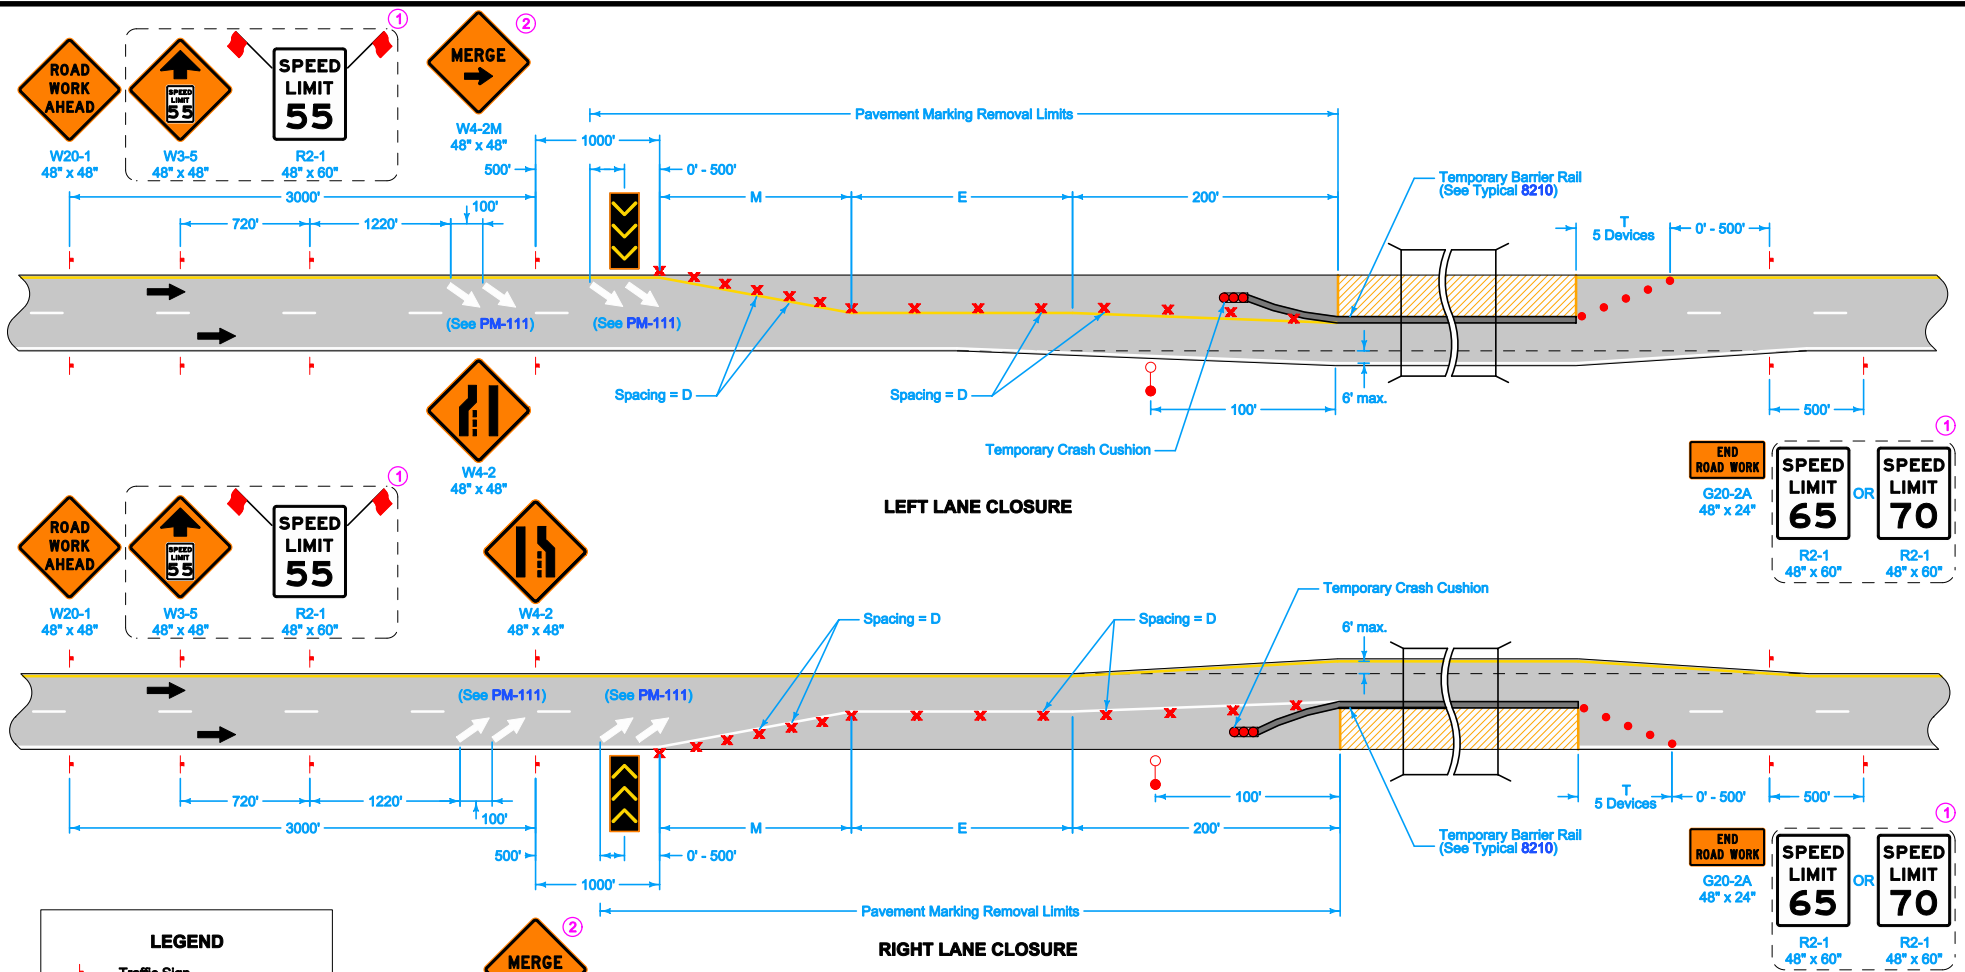 1
2
ROAD
WORK
AHEAD
SPEED
LIMIT
55
SPEED
LIMIT
55
MERGE
W20-1
48" x 48"
W3-5
48" x 48"
R2-1
48" x 60"
W4-2M
48" x 48"
Pavement Marking Removal Limits
1000'
500'
0' - 500'
3000'
100'
M
E
200'
720'
1220'
Temporary Barrier Rail
(See Typical 8210)
T
5 Devices
0' - 500'
(See PM-111)
(See PM-111)
Spacing = D
Spacing = D
6' max.
100'
500'
Temporary Crash Cushion
W4-2
48" x 48"
LEFT LANE CLOSURE
1
END
ROAD WORK
G20-2A
48" x 24"
SPEED
LIMIT
65
OR
SPEED
LIMIT
70
R2-1
48" x 60"
R2-1
48" x 60"
1
ROAD
WORK
AHEAD
SPEED
LIMIT
55
SPEED
LIMIT
55
W20-1
48" x 48"
W3-5
48" x 48"
R2-1
48" x 60"
W4-2
48" x 48"
Temporary Crash Cushion
Spacing = D
Spacing = D
6' max.
(See PM-111)
(See PM-111)
720'
1220'
100'
3000'
500'
0' - 500'
1000'
M
E
200'
100'
T
5 Devices
0' - 500'
500'
Temporary Barrier Rail
(See Typical 8210)
Pavement Marking Removal Limits
RIGHT LANE CLOSURE
1
END
ROAD WORK
G20-2A
48" x 24"
SPEED
LIMIT
65
OR
SPEED
LIMIT
70
R2-1
48" x 60"
R2-1
48" x 60"
LEGEND
Traffic Sign
2
MERGE